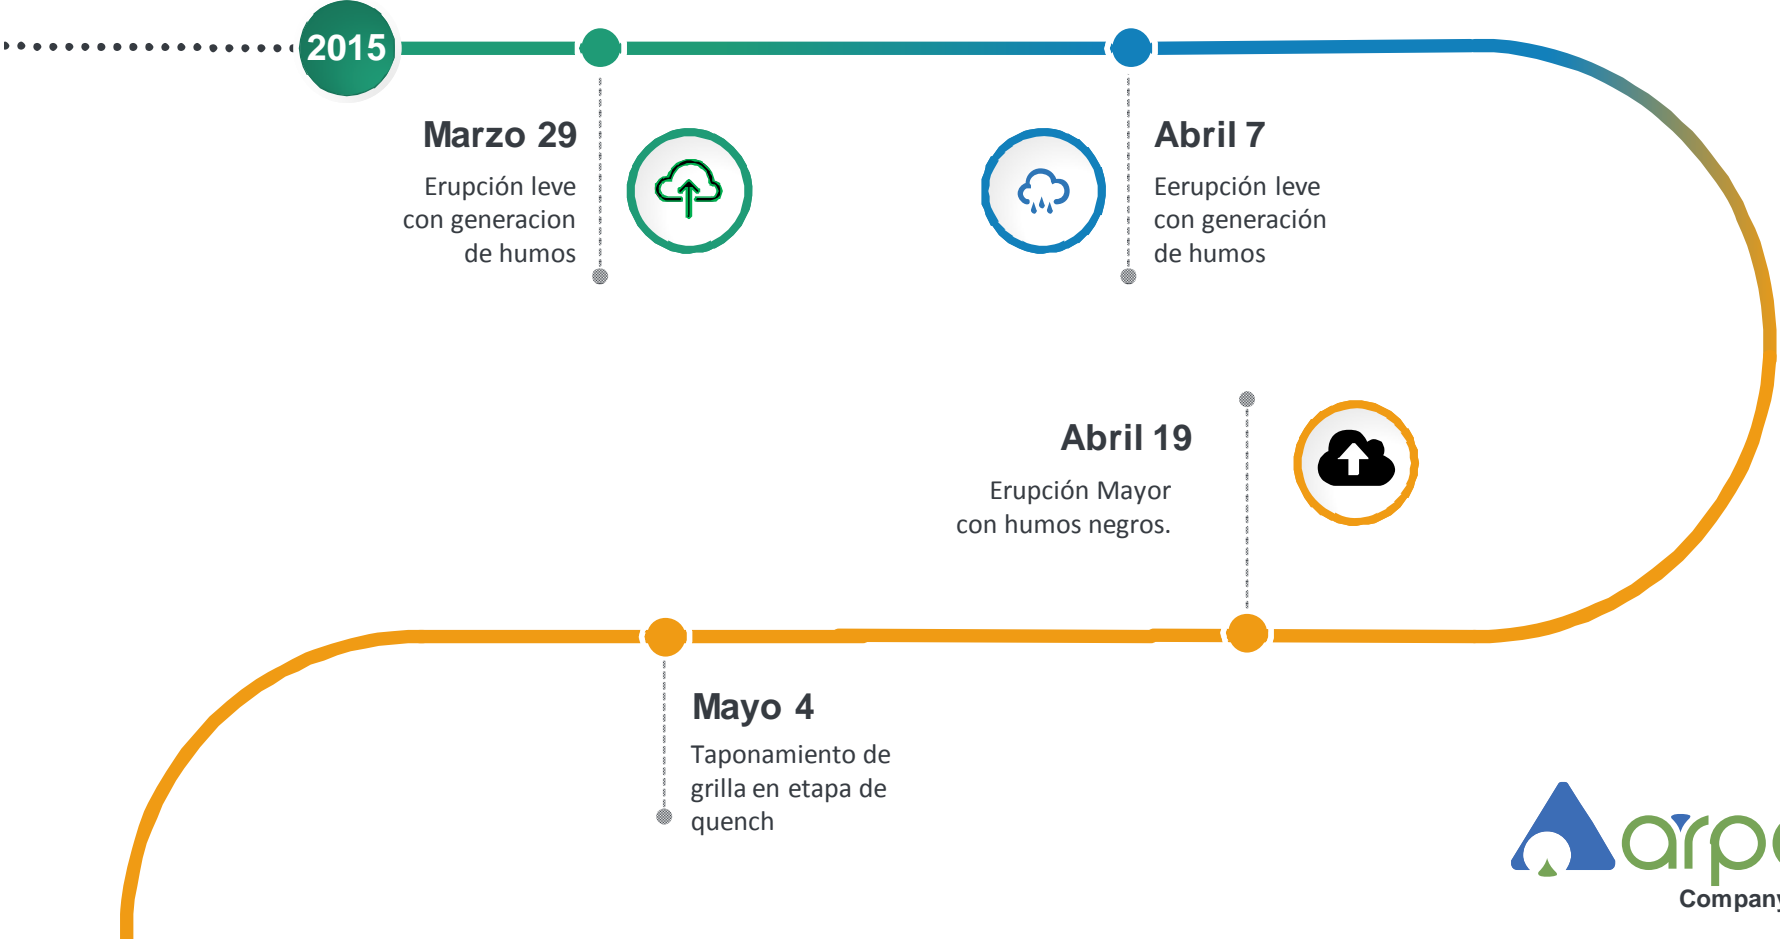 2015
Marzo 29
Erupción leve
con generacion
de humos
Abril 7
Eerupción leve
con generación
de humos
Abril 19
Erupción Mayor
con humos negros.
Mayo 4
Taponamiento de
grilla en etapa de
quench
Company